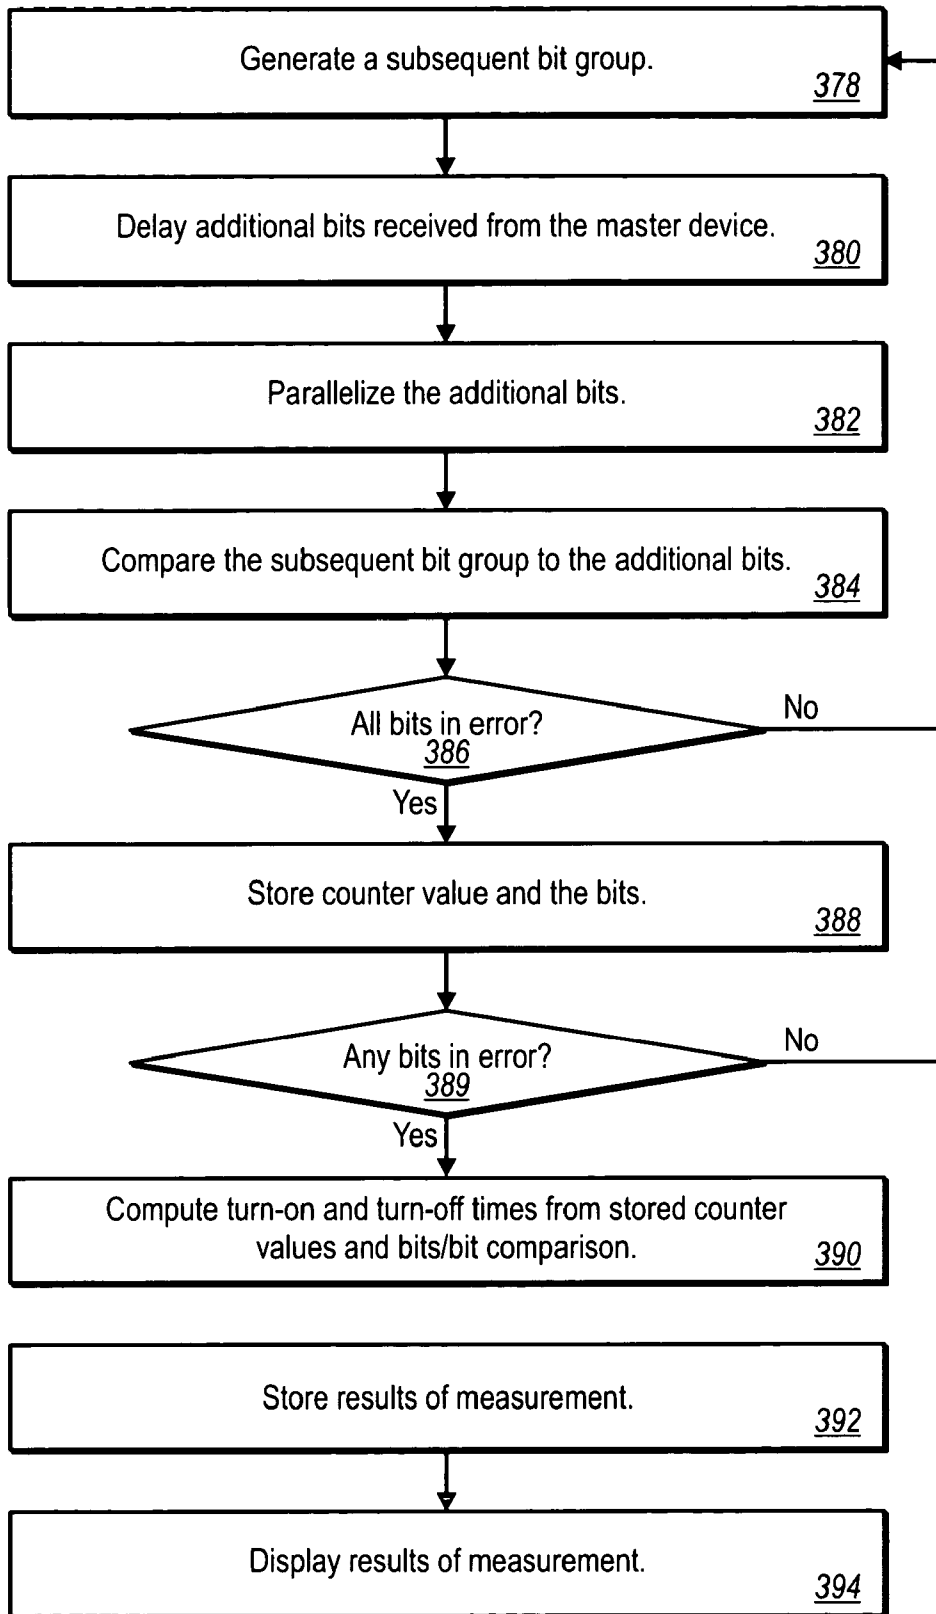 Generate a subsequent bit group.
378
Delay additional bits received from the master device.
380
Parallelize the additional bits.
382
Compare the subsequent bit group to the additional bits.
384
All bits in error?
386
No
Yes
Store counter value and the bits.
388
Any bits in error?
389
No
Yes
Compute turn-on and turn-off times from stored counter
values and bits/bit comparison.
390
Store results of measurement.
392
Display results of measurement.
394